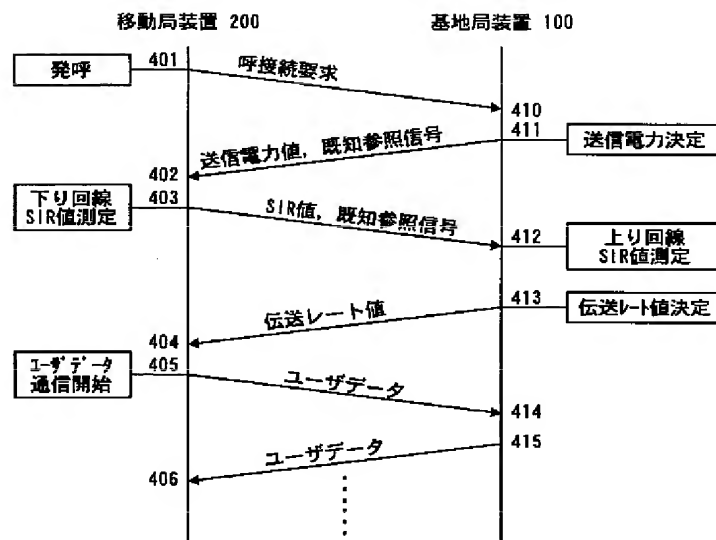 移動局装置 200
基地局装置 100
発呼
401
呼接続要求
410
411
送信電力決定
送信電力値, 既知参照信号
402
下り回線
SIR値測定
403
SIR値, 既知参照信号
412
上り回線
SIR値測定
413
伝送レート値決定
伝送レート値
404
ユーザデータ
通信開始
405
ユーザデータ
414
415
ユーザデータ
406